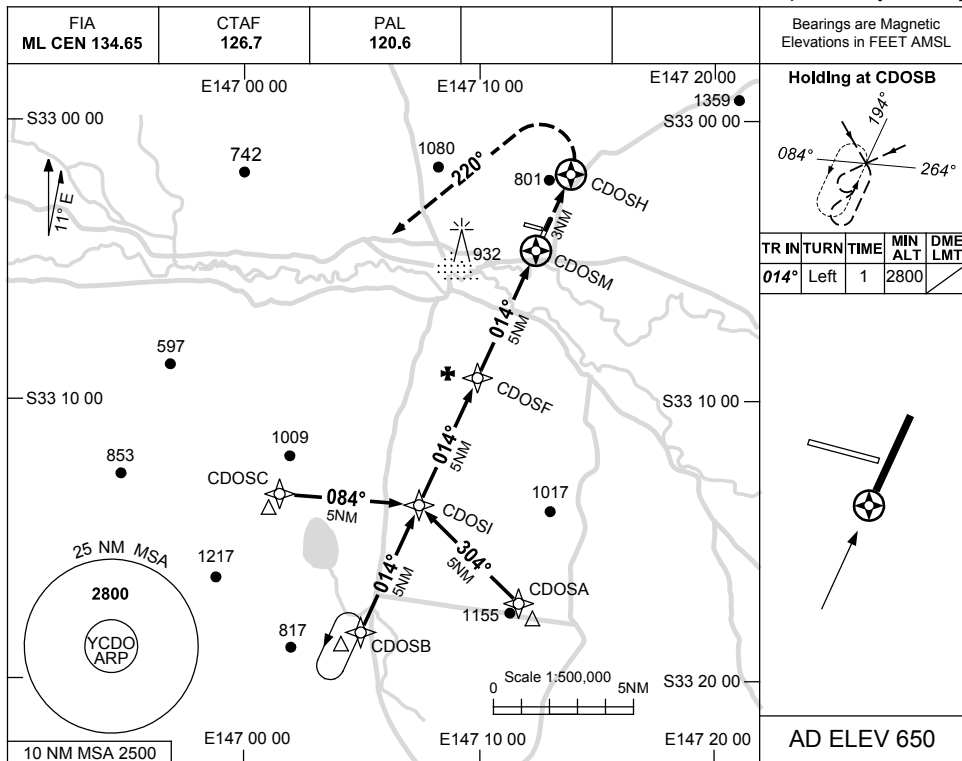 FIA
ML CEN 134.65
CTAF
126.7
PAL
120.6
Bearings are Magnetic
Elevations in FEET AMSL
E147 00 00
E147 10 00
E147 20 00
1359
S33 00 00
S33 00 00
742
1080
801
220°
CDOSH
11° E
3NM
932
CDOSM
014°
5NM
597
CDOSF
S33 10 00
S33 10 00
014°
5NM
1009
853
CDOSC
084°
5NM
CDOSI
1017
25 NM MSA
1217
2800
014°
5NM
304°
5NM
CDOSA
1155
YCDO
ARP
817
CDOSB
Scale 1:500,000
0
5NM
S33 20 00
E147 00 00
E147 10 00
E147 20 00
10 NM MSA 2500
Holding at CDOSB
194°
084°
264°
TR IN TURN TIME MIN ALT DME LMT
014° Left 1 2800
AD ELEV 650